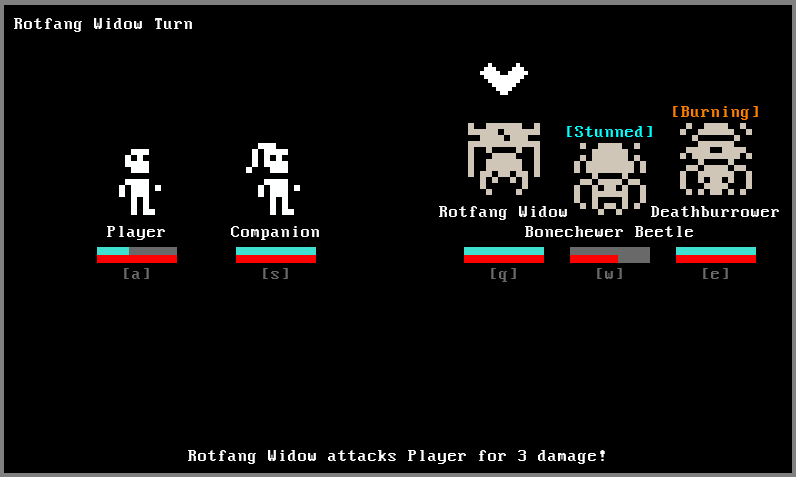 Rotfang Widow Turn
[Burning]
[Stunned]
Rotfang Widow
Deathburrower
Player
Companion
Bonechewer Beetle
[a]
[s]
[q]
[w]
[e]
Rotfang Widow attacks Player for 3 damage!